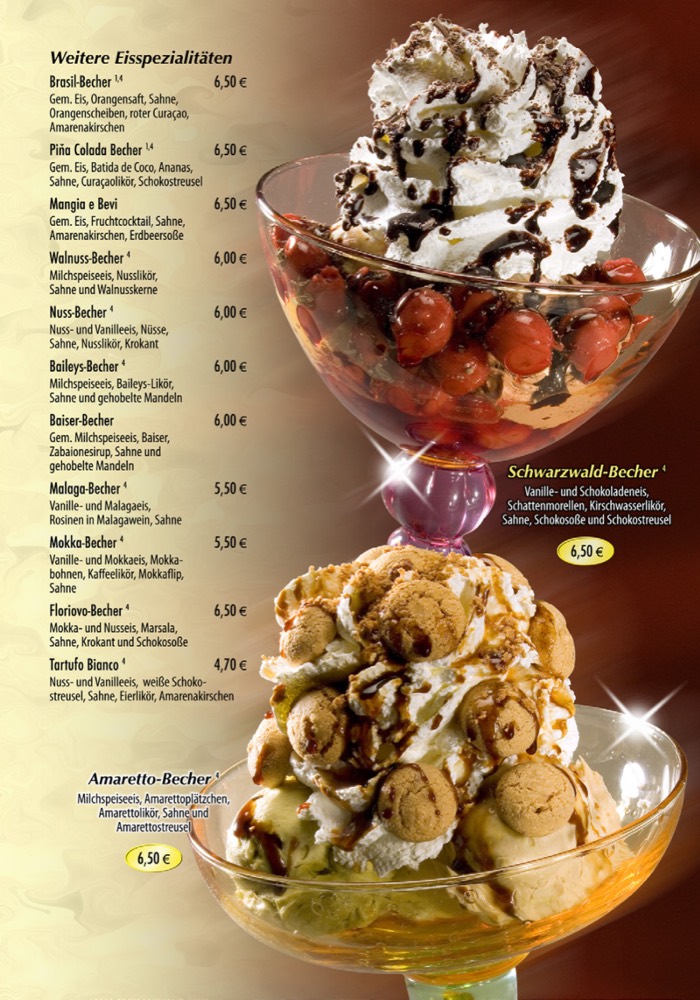 Weitere Eisspezialitäten
Brasil-Becher 1,4 6,50 €
Gem. Eis, Orangensaft, Sahne,
Orangenscheiben, roter Curaçao,
Amarenakirschen
Piña Colada Becher 1,4 6,50 €
Gem. Eis, Batida de Coco, Ananas,
Sahne, Curaçaolikör, Schokostreusel
Mangia e Bevi 6,50 €
Gem. Eis, Fruchtcocktail, Sahne,
Amarenakirschen, Erdbeersoße
Walnuss-Becher 4 6,00 €
Milchspeiseeis, Nusslikör,
Sahne und Walnusskerne
Nuss-Becher 4 6,00 €
Nuss- und Vanilleeis, Nüsse,
Sahne, Nusslikör, Krokant
Baileys-Becher 4 6,00 €
Milchspeiseeis, Baileys-Likör,
Sahne und gehobelte Mandeln
Baiser-Becher 6,00 €
Gem. Milchspeiseeis, Baiser,
Zabaionesirup, Sahne und
gehobelte Mandeln
Malaga-Becher 4 5,50 €
Vanille- und Malagaeis,
Rosinen in Malagawein, Sahne
Mokka-Becher 4 5,50 €
Vanille- und Mokkaeis, Mokka-
bohnen, Kaffeelikör, Mokkaflip,
Sahne
Floriovo-Becher 4 6,50 €
Mokka- und Nusseis, Marsala,
Sahne, Krokant und Schokosoße
Tartufo Bianco 4 4,70 €
Nuss- und Vanilleeis, weiße Schoko-
streusel, Sahne, Eierlikör, Amarenakirschen
Schwarzwald-Becher 4
Vanille- und Schokoladeneis,
Schattenmorellen, Kirschwasserlikör,
Sahne, Schokosoße und Schokostreusel
6,50 €
Amaretto-Becher 4
Milchspeiseeis, Amarettoplätzchen,
Amarettolikör, Sahne und
Amarettostreusel
6,50 €